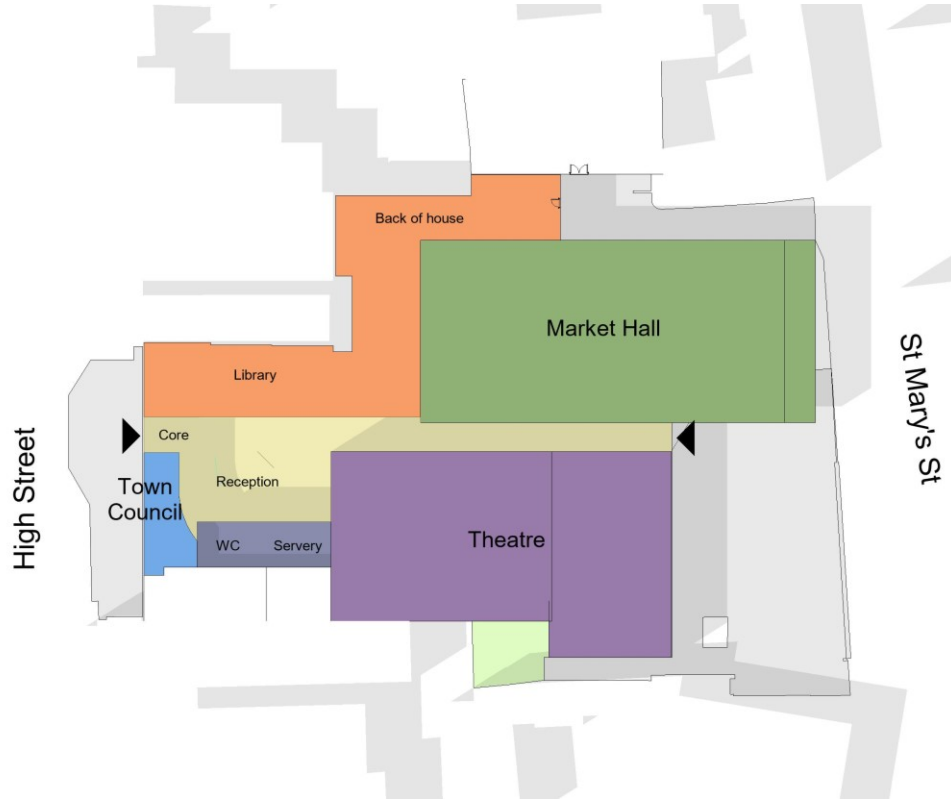 Back of house
Market Hall
Library
St Mary's St
High Street
Core
Reception
Town
Council
WC
Servery
Theatre